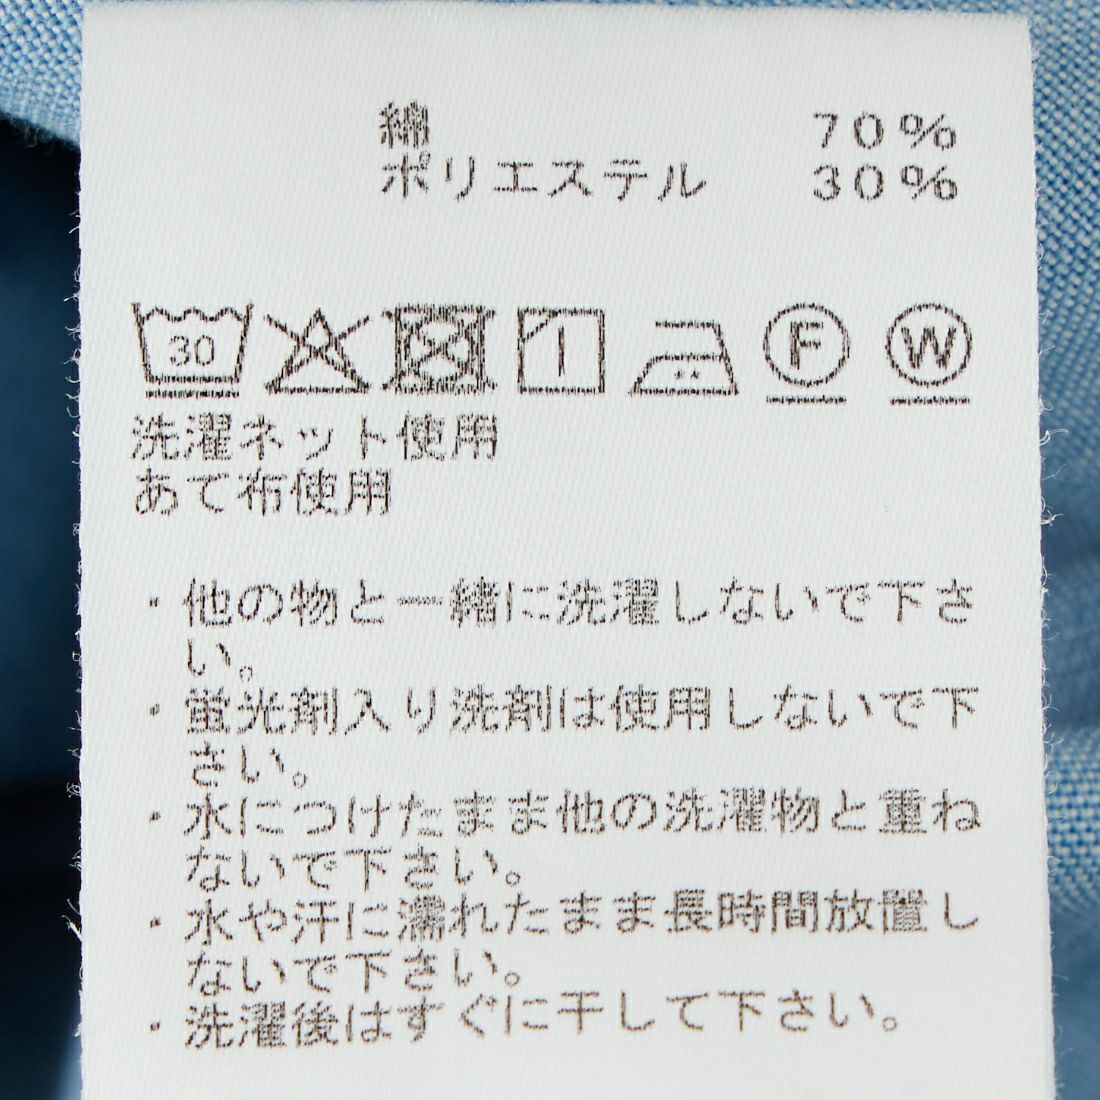 綿 70%
ポリエステル 30%
30 F W
洗濯ネット使用
あて布使用
・他の物と一緒に洗濯しないで下さ
い。
・蛍光剤入り洗剤は使用しないで下
さい。
・水につけたまま他の洗濯物と重ね
ないで下さい。
・水や汗に濡れたまま長時間放置し
ないで下さい。
・洗濯後はすぐに干して下さい。